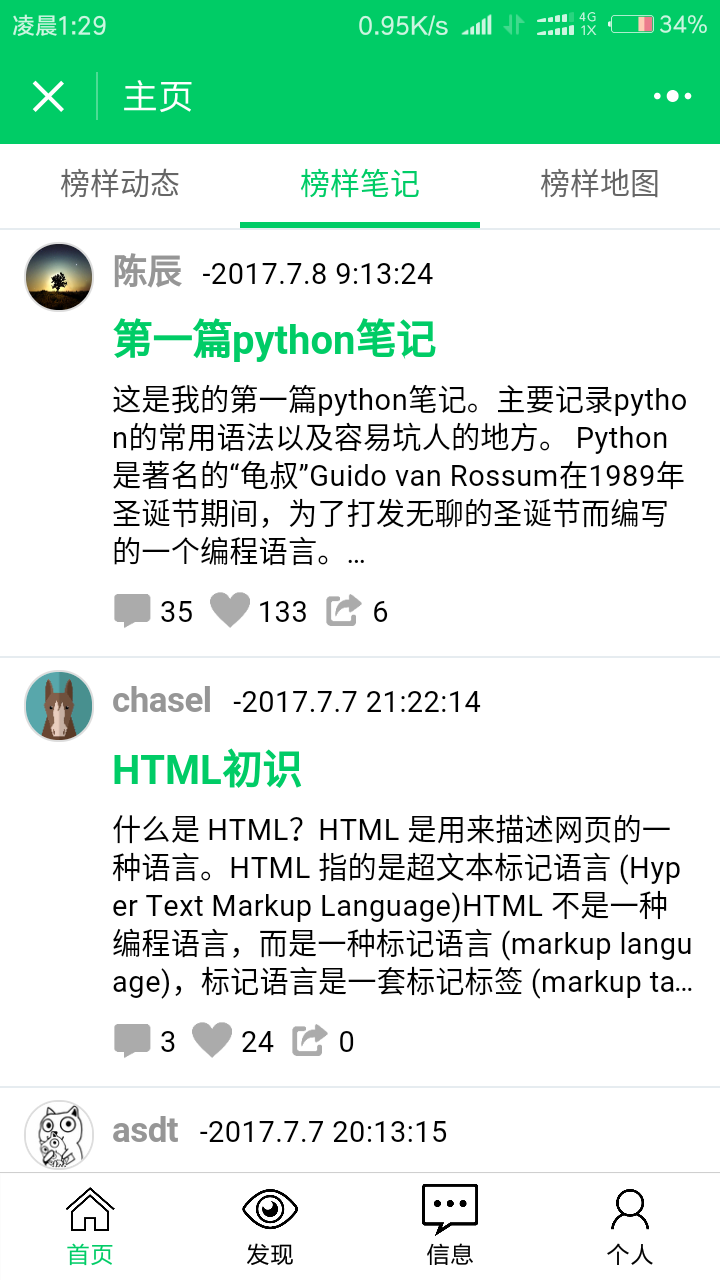 凌晨1:29 0.95K/s 4G 1X 34%
主页
榜样动态 榜样笔记 榜样地图
陈辰 -2017.7.8 9:13:24
第一篇python笔记
这是我的第一篇python笔记。主要记录pytho
n的常用语法以及容易坑人的地方。 Python
是著名的“龟叔”Guido van Rossum在1989年
圣诞节期间，为了打发无聊的圣诞节而编写
的一个编程语言。...
35 133 6
chasel -2017.7.7 21:22:14
HTML初识
什么是 HTML？HTML 是用来描述网页的一
种语言。HTML 指的是超文本标记语言 (Hyp
er Text Markup Language)HTML 不是一种
编程语言，而是一种标记语言 (markup langu
age)，标记语言是一套标记标签 (markup ta...
3 24 0
asdt -2017.7.7 20:13:15
首页 发现 信息 个人